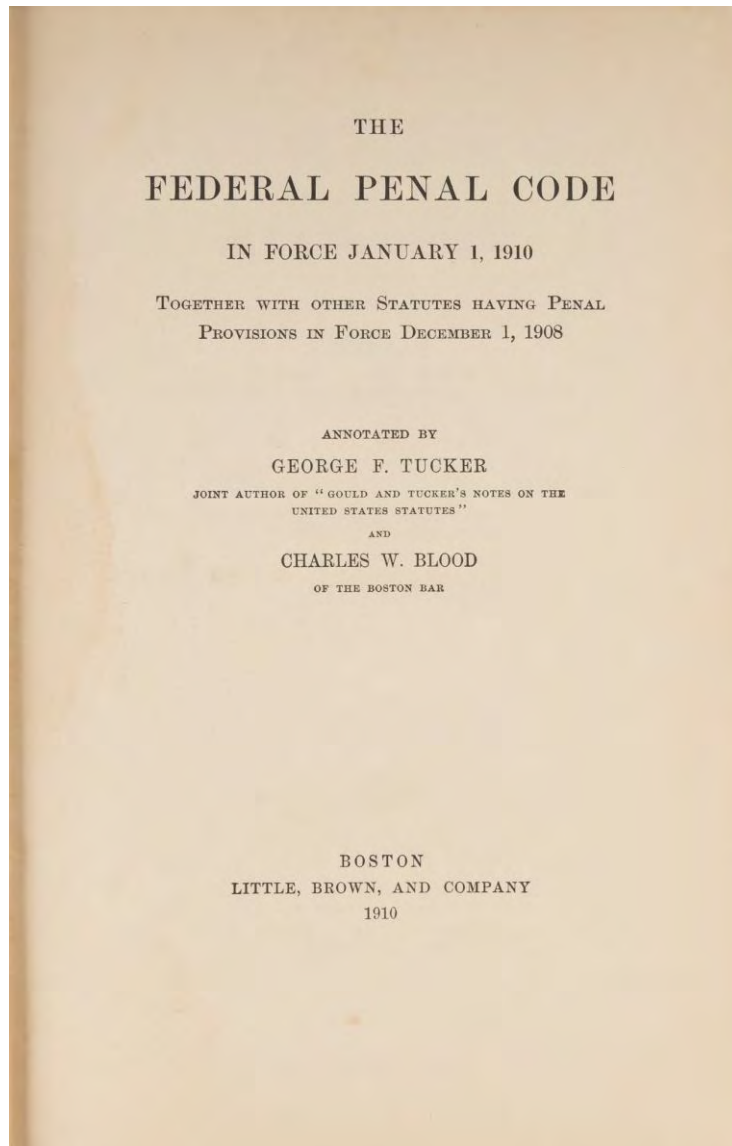 THE
FEDERAL PENAL CODE
IN FORCE JANUARY 1, 1910
TOGETHER WITH OTHER STATUTES HAVING PENAL
PROVISIONS IN FORCE DECEMBER 1, 1908
ANNOTATED BY
GEORGE F. TUCKER
JOINT AUTHOR OF "GOULD AND TUCKER'S NOTES ON THE
UNITED STATES STATUTES"
AND
CHARLES W. BLOOD
OF THE BOSTON BAR
BOSTON
LITTLE, BROWN, AND COMPANY
1910